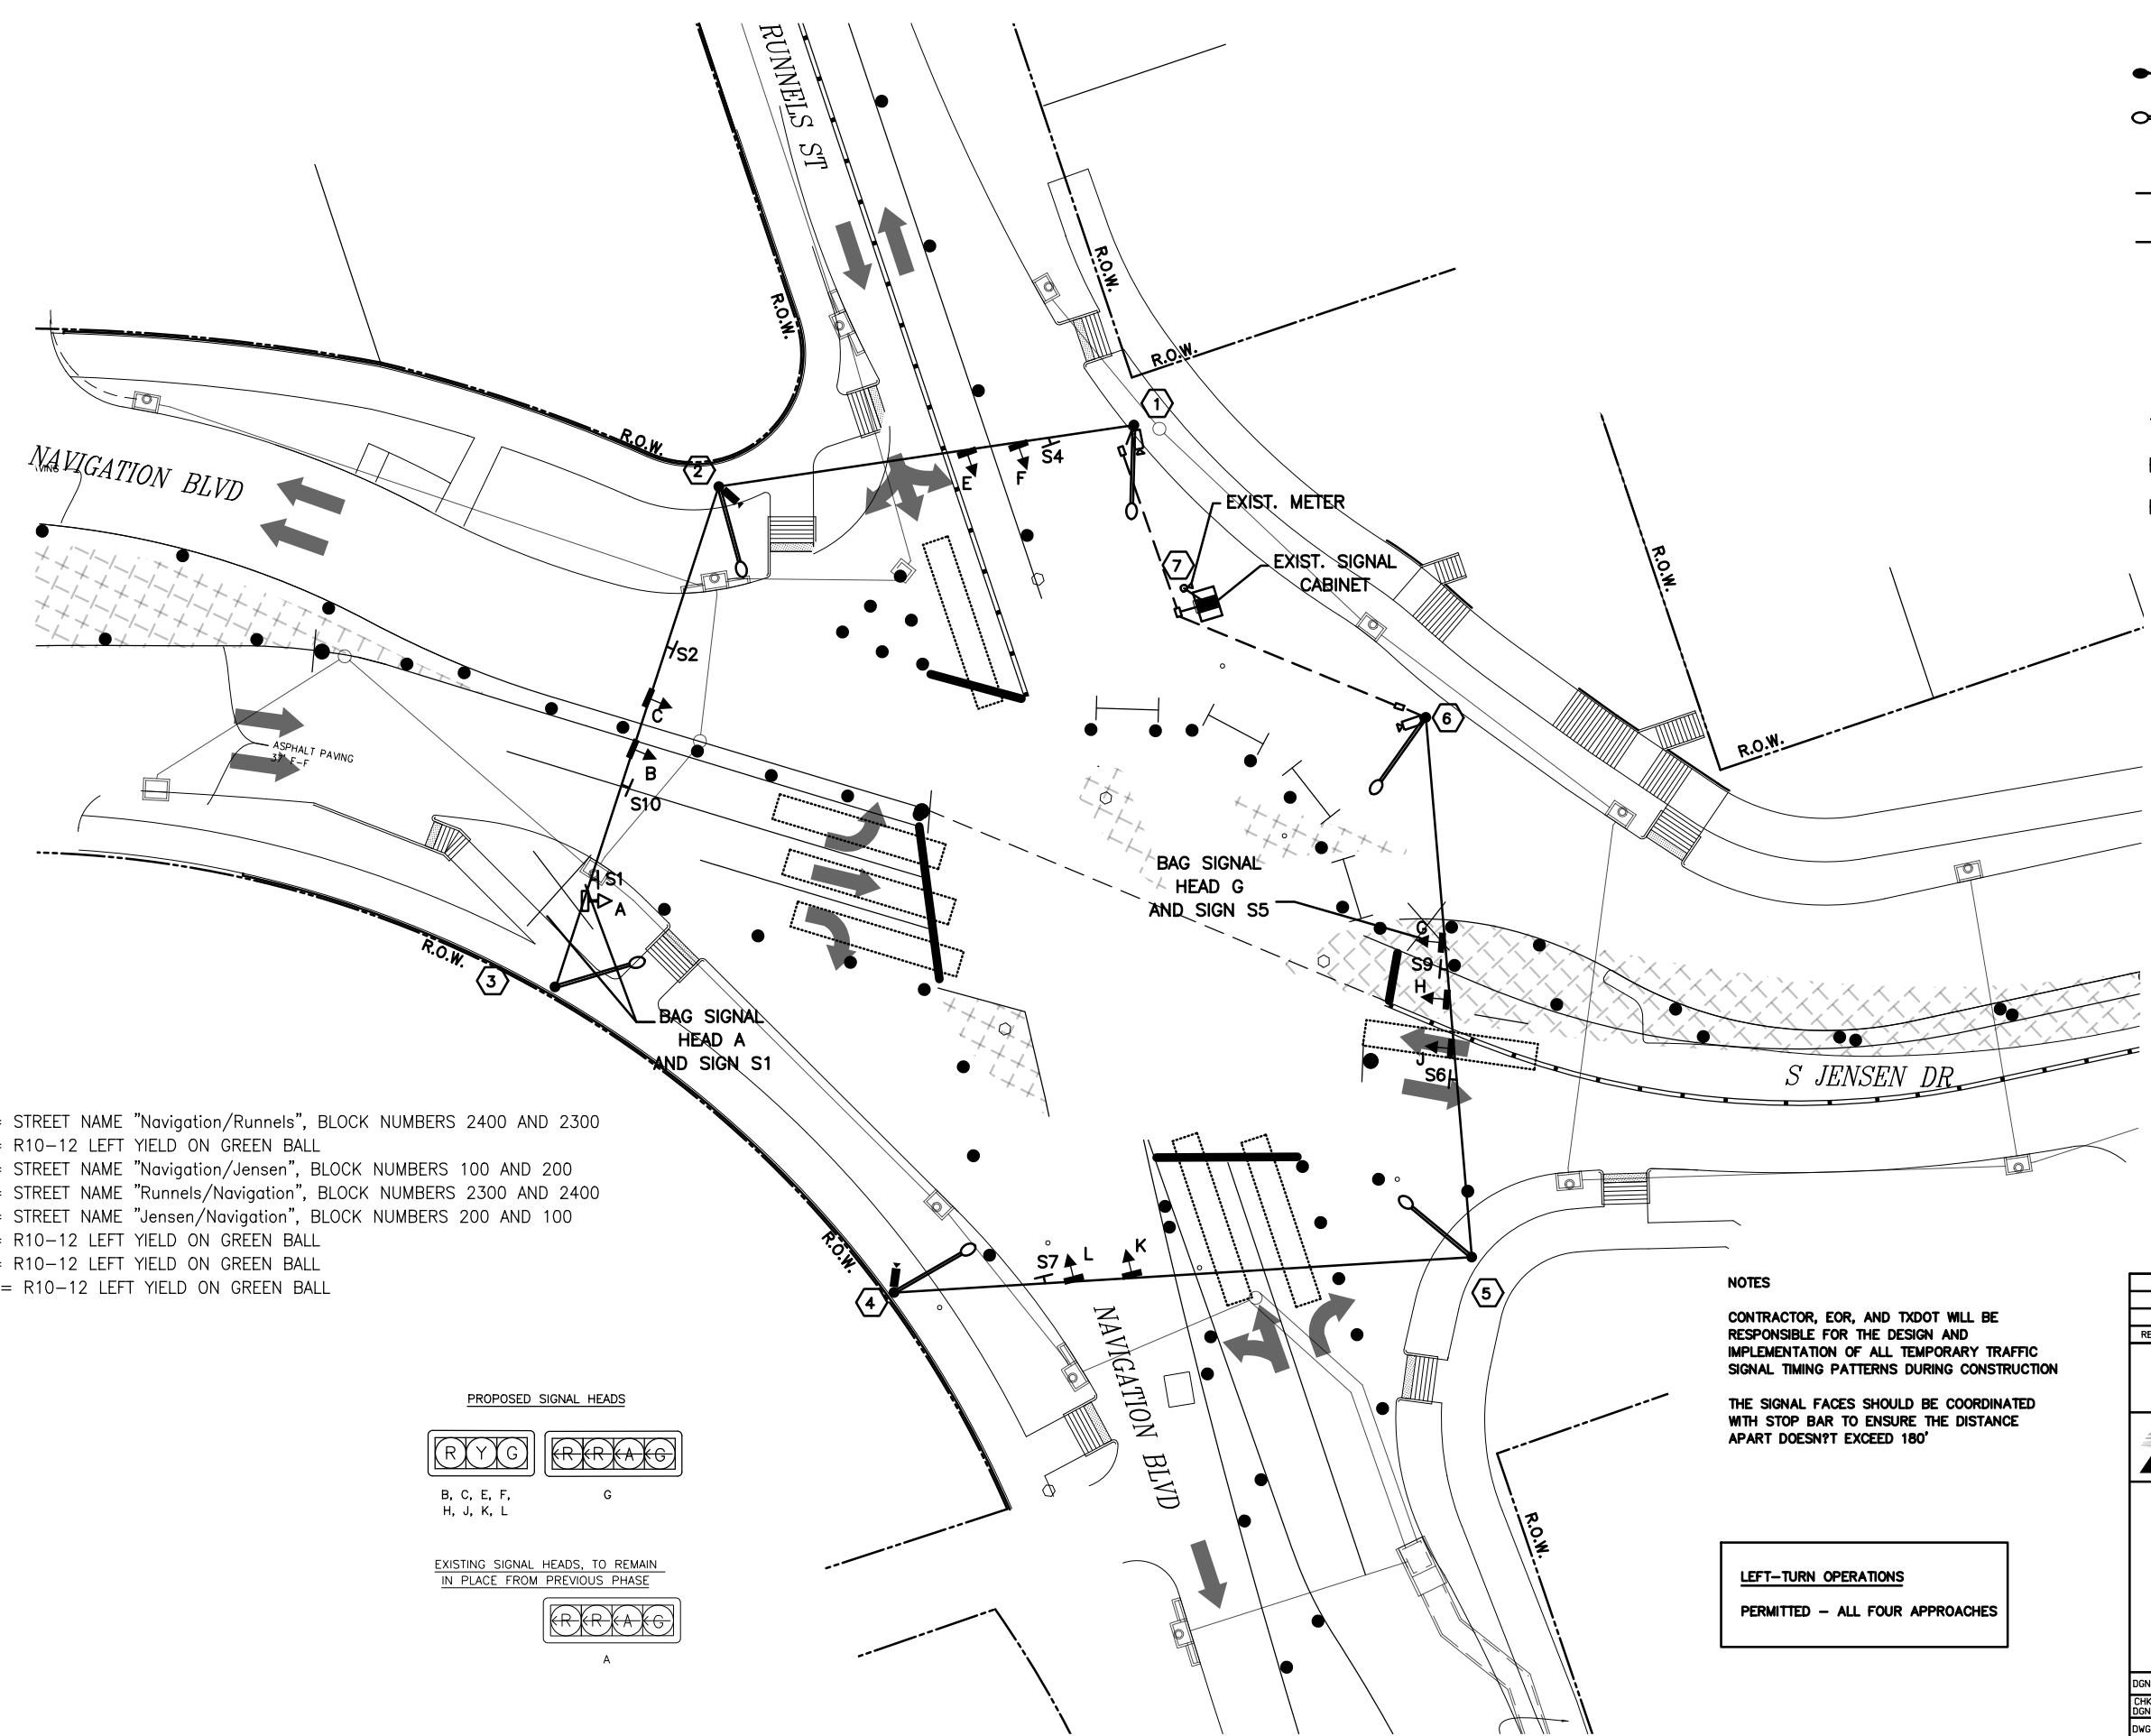 RUNNELS ST
R.O.W.
R.O.W.
R.O.W.
R.O.W.
1
2
E
F
S4
NAVIGATION BLVD
EXIST. METER
7
EXIST. SIGNAL
CABINET
R.O.W.
S2
C
B
S10
6
R.O.W.
ASPHALT PAVING
37' F-F
S1
A
BAG SIGNAL
HEAD G
AND SIGN S5
G
S9
H
J
S6
R.O.W.
3
BAG SIGNAL
HEAD A
AND SIGN S1
S JENSEN DR
= STREET NAME "Navigation/Runnels", BLOCK NUMBERS 2400 AND 2300
= R10-12 LEFT YIELD ON GREEN BALL
= STREET NAME "Navigation/Jensen", BLOCK NUMBERS 100 AND 200
= STREET NAME "Runnels/Navigation", BLOCK NUMBERS 2300 AND 2400
= STREET NAME "Jensen/Navigation", BLOCK NUMBERS 200 AND 100
= R10-12 LEFT YIELD ON GREEN BALL
= R10-12 LEFT YIELD ON GREEN BALL
= R10-12 LEFT YIELD ON GREEN BALL
R.O.W.
S7
L
K
4
5
NAVIGATION BLVD
NOTES
CONTRACTOR, EOR, AND TXDOT WILL BE
RESPONSIBLE FOR THE DESIGN AND
IMPLEMENTATION OF ALL TEMPORARY TRAFFIC
SIGNAL TIMING PATTERNS DURING CONSTRUCTION
THE SIGNAL FACES SHOULD BE COORDINATED
WITH STOP BAR TO ENSURE THE DISTANCE
APART DOESN?T EXCEED 180'
PROPOSED SIGNAL HEADS
R Y G
R R A G
B, C, E, F,
H, J, K, L
G
R.O.W.
EXISTING SIGNAL HEADS, TO REMAIN
IN PLACE FROM PREVIOUS PHASE
R R A G
A
LEFT-TURN OPERATIONS
PERMITTED - ALL FOUR APPROACHES
DGN
CHK
DGN
DWG